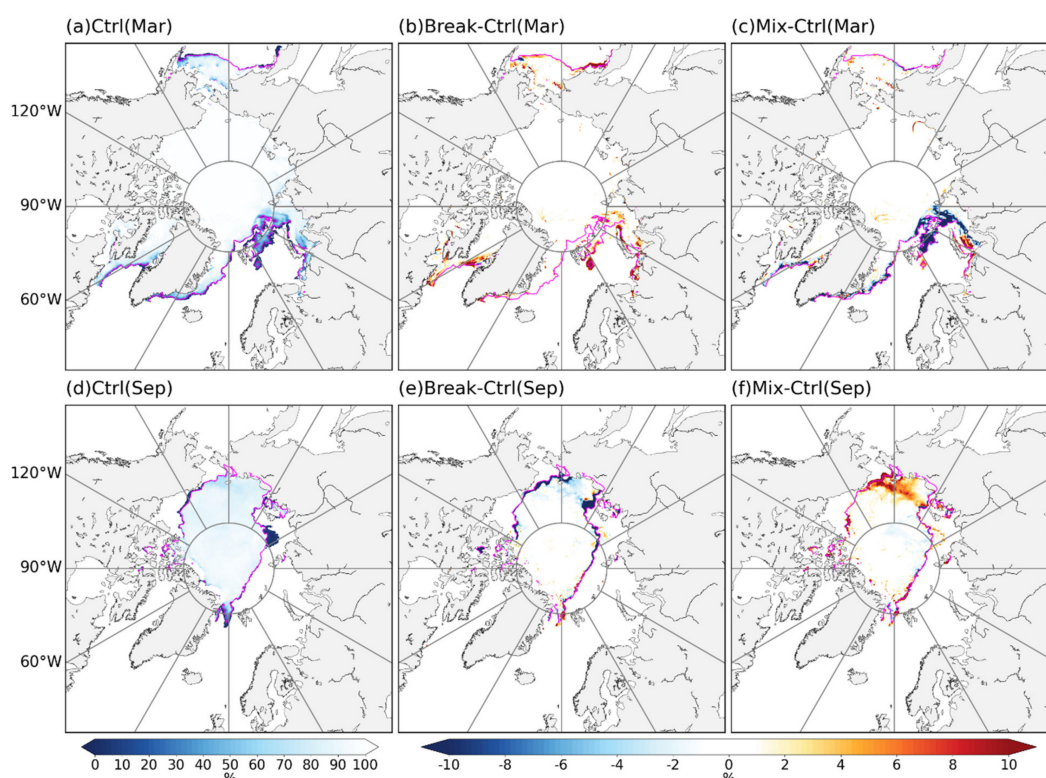 (a)Ctrl(Mar) (b)Break-Ctrl(Mar) (c)Mix-Ctrl(Mar)
120°W
90°W
60°W
(d)Ctrl(Sep) (e)Break-Ctrl(Sep) (f)Mix-Ctrl(Sep)
120°W
90°W
60°W
0 10 20 30 40 50 60 70 80 90 100 -10 -8 -6 -4 -2 0 2 4 6 8 10
% %